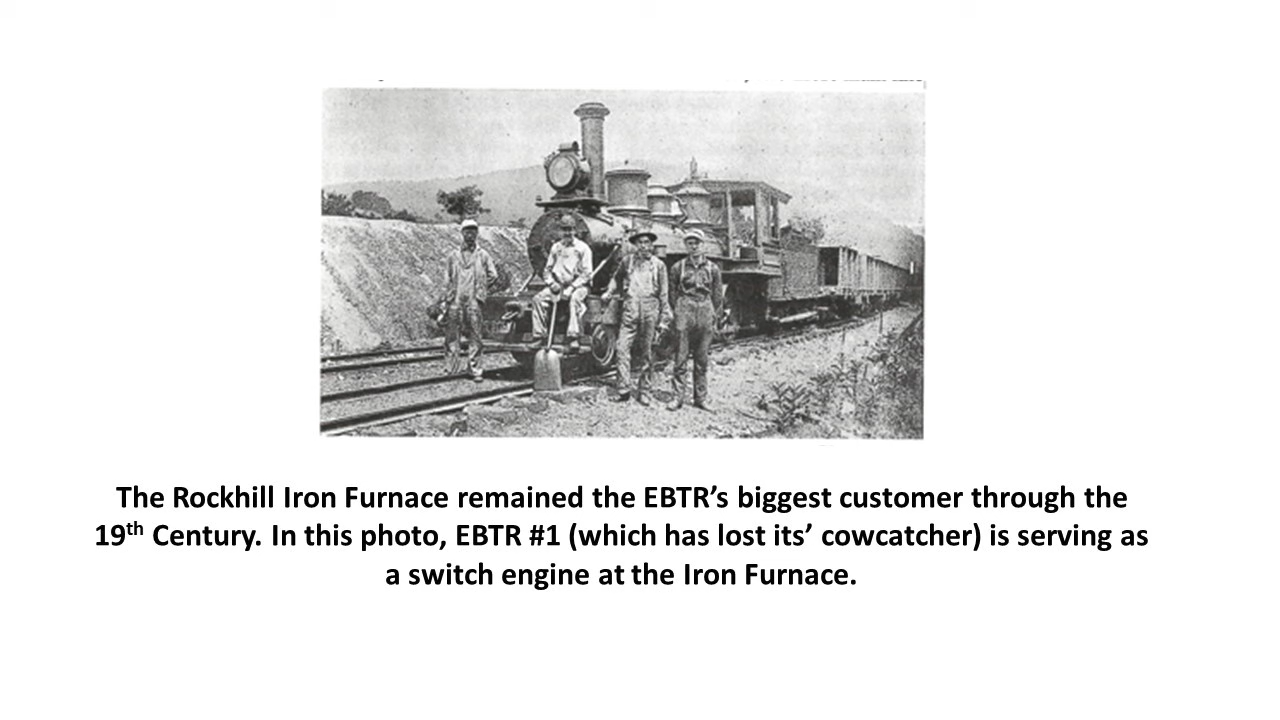 The Rockhill Iron Furnace remained the EBTR’s biggest customer through the
19th Century. In this photo, EBTR #1 (which has lost its’ cowcatcher) is serving as
a switch engine at the Iron Furnace.